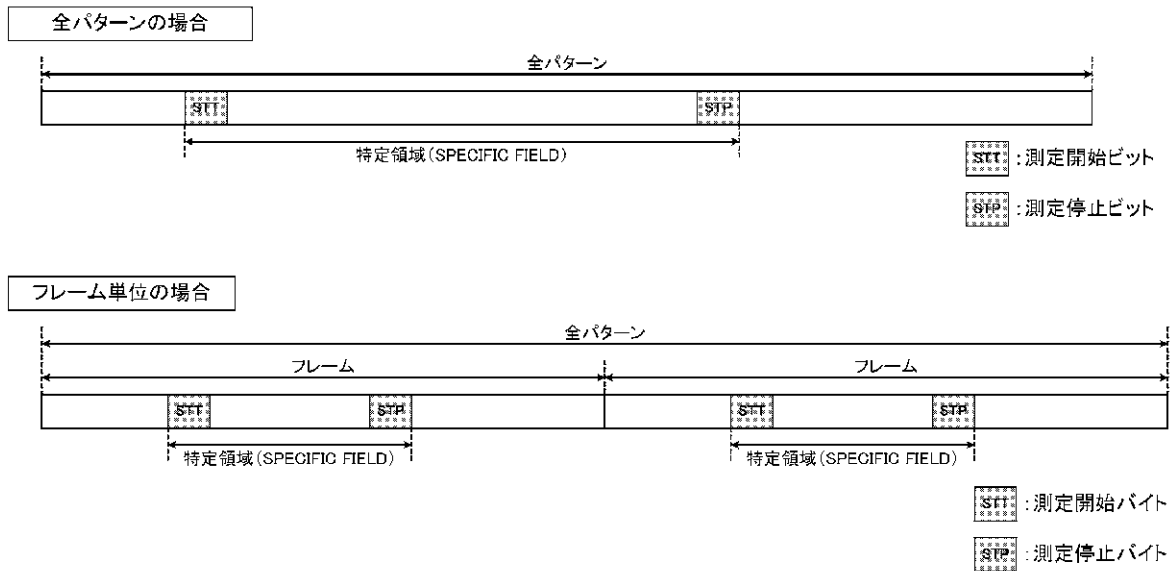 全パターンの場合
全パターン
STT
STP
特定領域(SPECIFIC FIELD)
STT :測定開始ビット
STP :測定停止ビット
フレーム単位の場合
全パターン
フレーム フレーム
STT STP STT STP
特定領域(SPECIFIC FIELD) 特定領域(SPECIFIC FIELD)
STT :測定開始バイト
STP :測定停止バイト